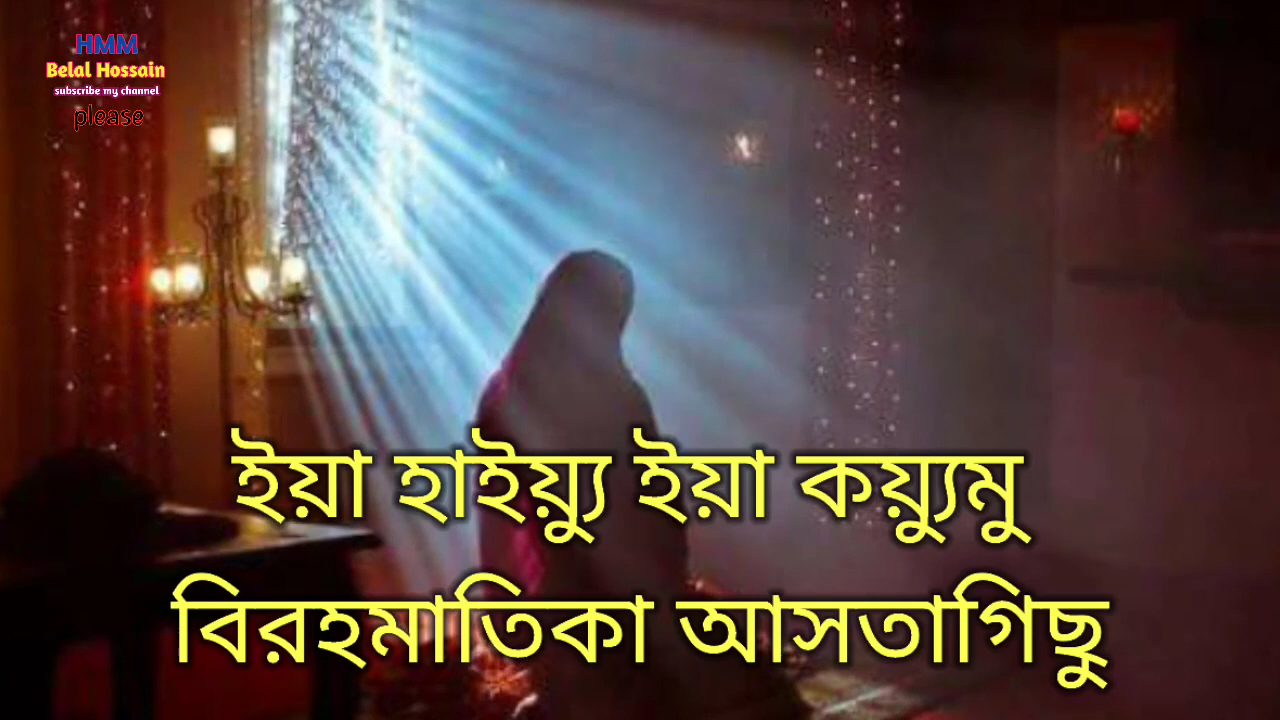 HMM
Belal Hossain
subscribe my channel
please
ইয়া হাইয়্যু ইয়া কয়্যুমু
বিরহমাতিকা আসতাগিছু